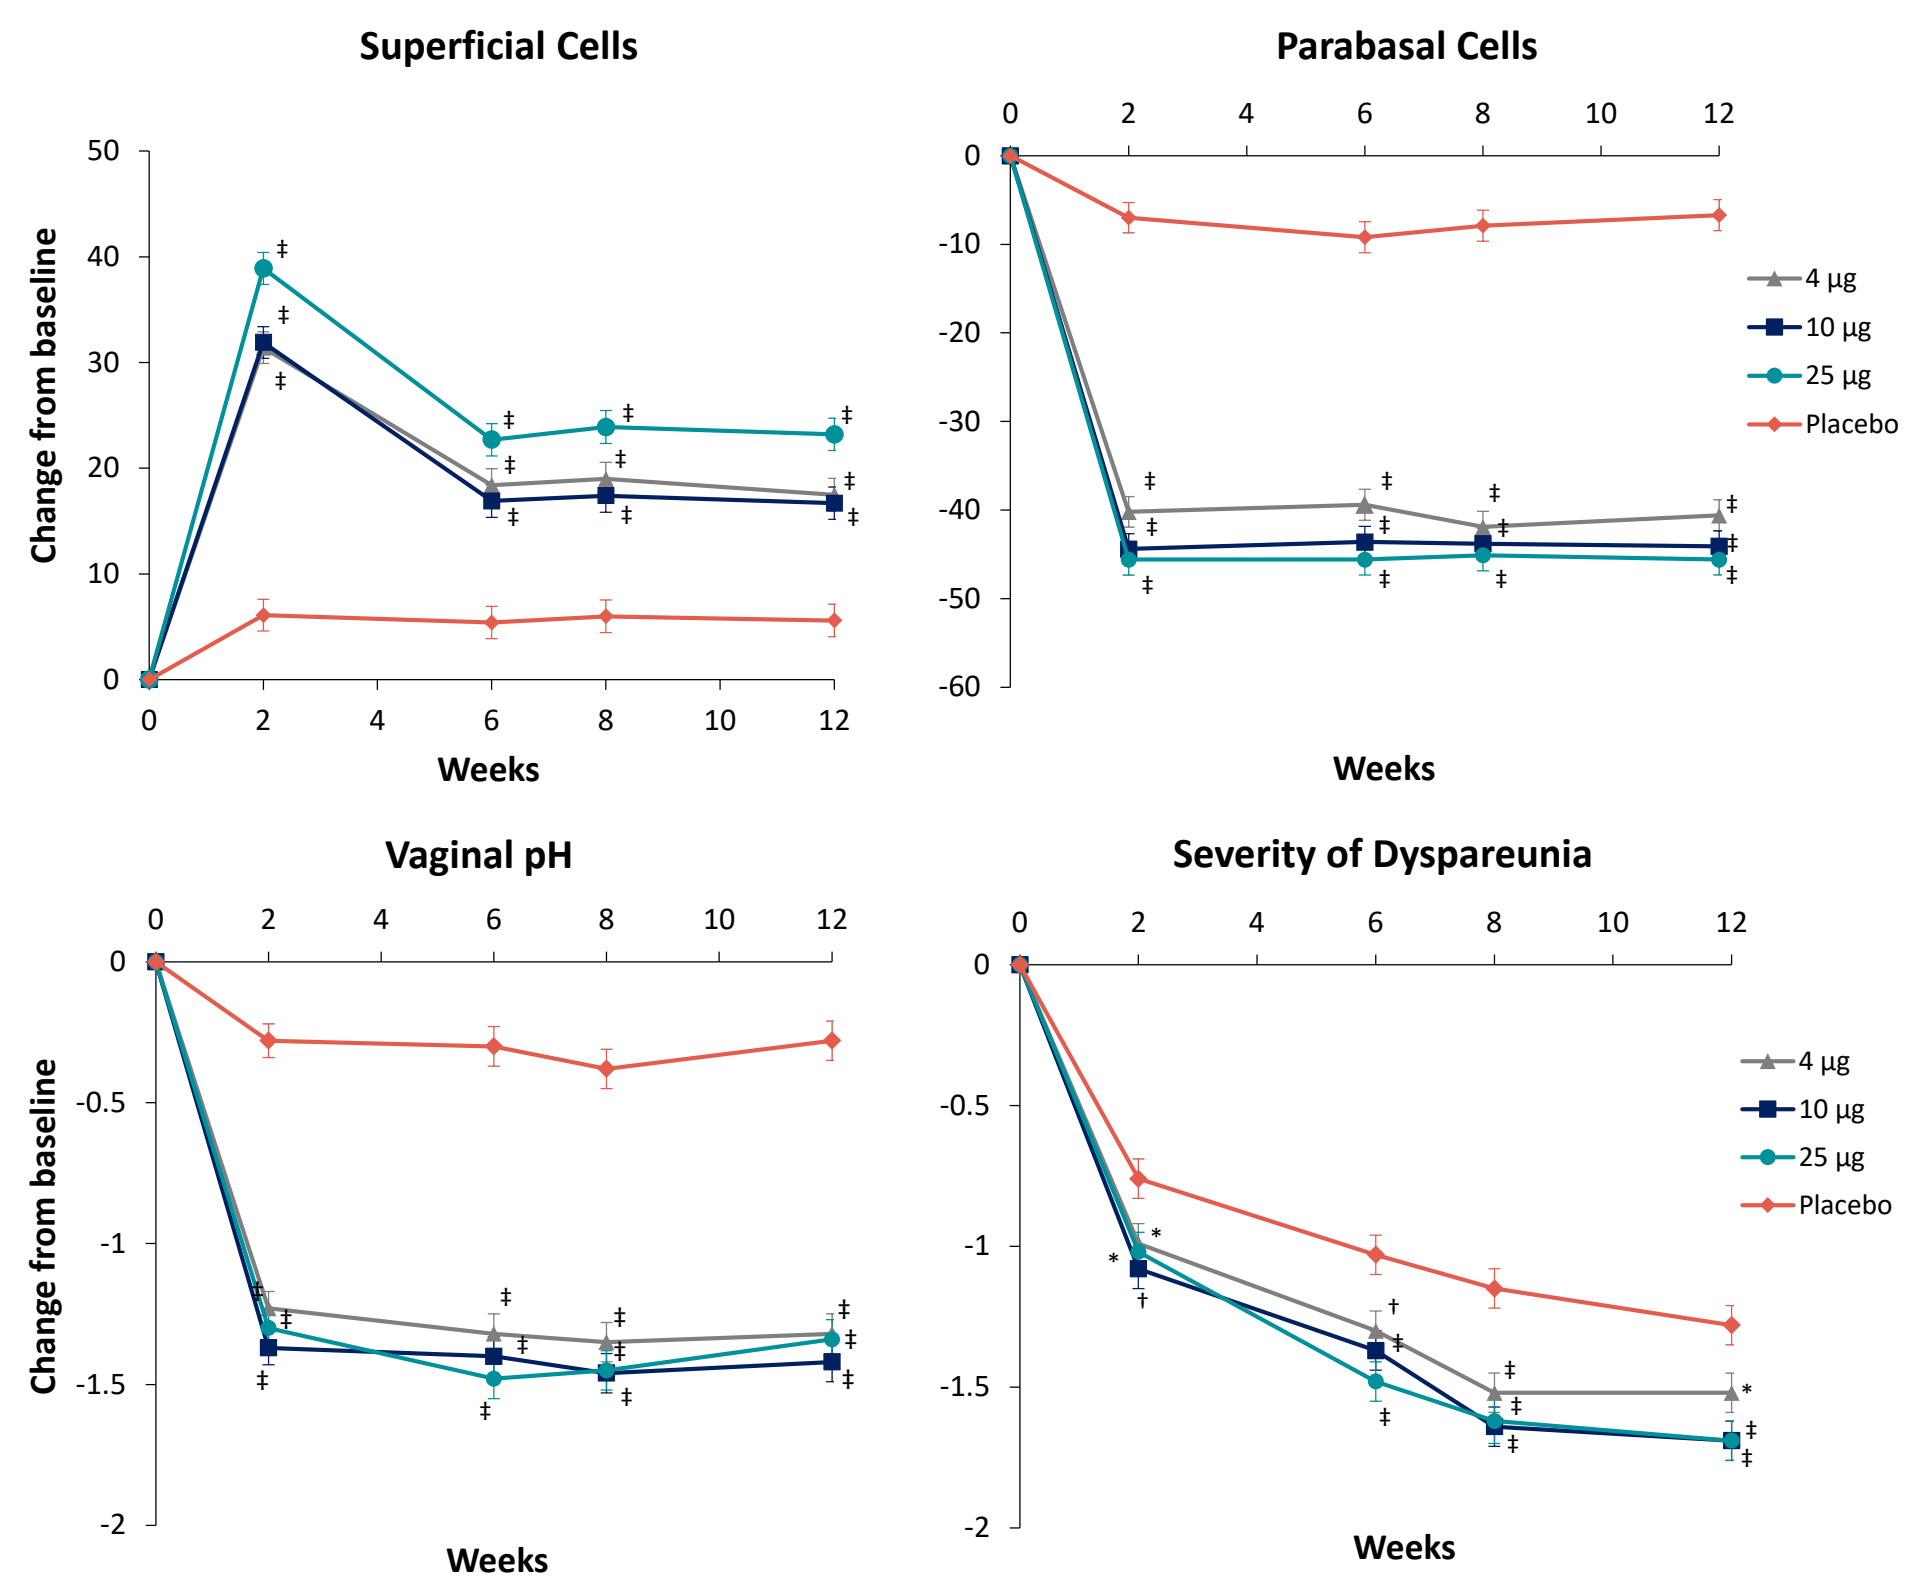 Superficial Cells
Change from baseline
50
40
30
20
10
0
‡
‡
‡
‡ ‡ ‡
‡ ‡ ‡
‡ ‡ ‡
0 2 4 6 8 10 12
Weeks
Parabasal Cells
0 2 4 6 8 10 12
0
-10
-20
-30
-40
-50
-60
‡ ‡ ‡ ‡
‡ ‡ ‡ ‡
‡ ‡ ‡ ‡
4 µg
10 µg
25 µg
Placebo
Weeks
Vaginal pH
Change from baseline
0 2 4 6 8 10 12
0
-0.5
-1
-1.5
-2
‡ ‡ ‡ ‡
‡ ‡ ‡ ‡
‡ ‡ ‡ ‡
Weeks
Severity of Dyspareunia
0 2 4 6 8 10 12
0
-0.5
-1
-1.5
-2
* † ‡ *
* ‡ ‡ ‡
† ‡ ‡ ‡
4 µg
10 µg
25 µg
Placebo
Weeks